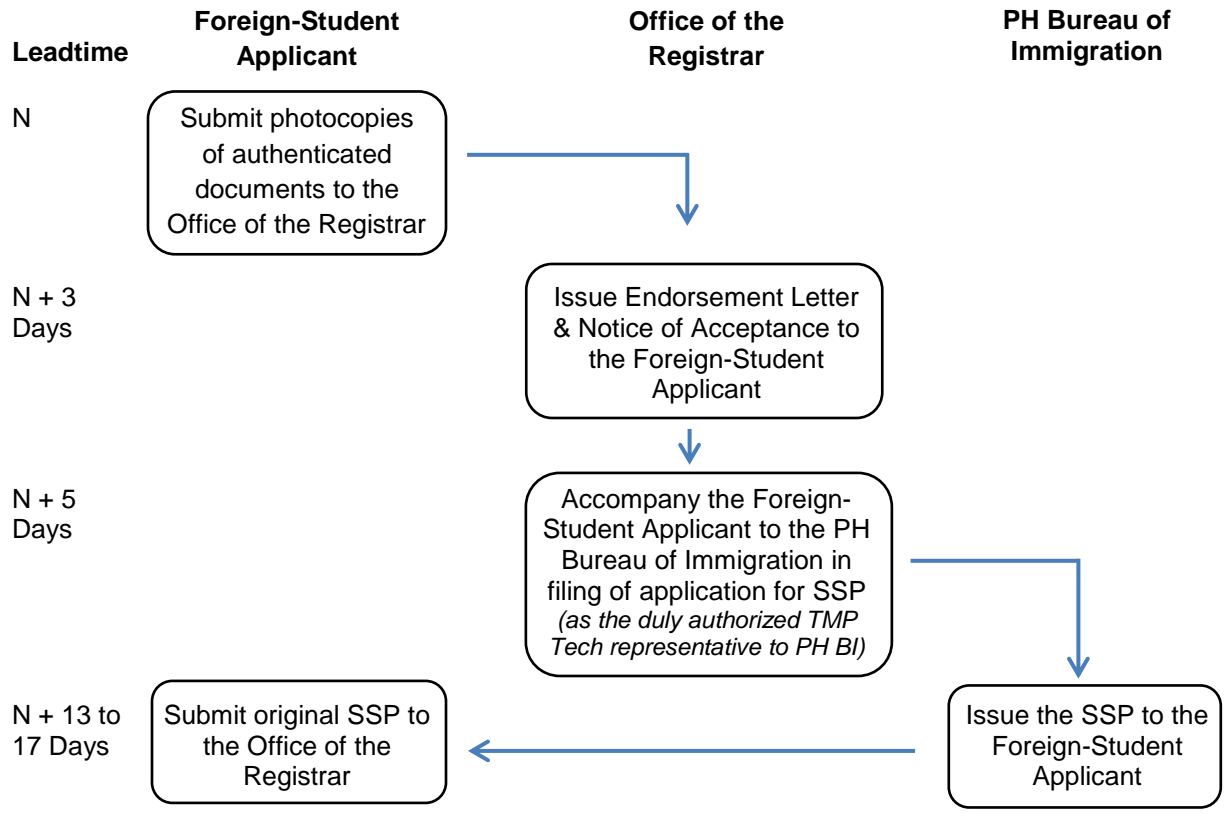 Leadtime
Foreign-Student
Applicant
Office of the
Registrar
PH Bureau of
Immigration
N
Submit photocopies
of authenticated
documents to the
Office of the Registrar
N + 3
Days
Issue Endorsement Letter
& Notice of Acceptance to
the Foreign-Student
Applicant
N + 5
Days
Accompany the Foreign-
Student Applicant to the PH
Bureau of Immigration in
filing of application for SSP
(as the duly authorized TMP
Tech representative to PH BI)
N + 13 to
17 Days
Submit original SSP to
the Office of the
Registrar
Issue the SSP to the
Foreign-Student
Applicant